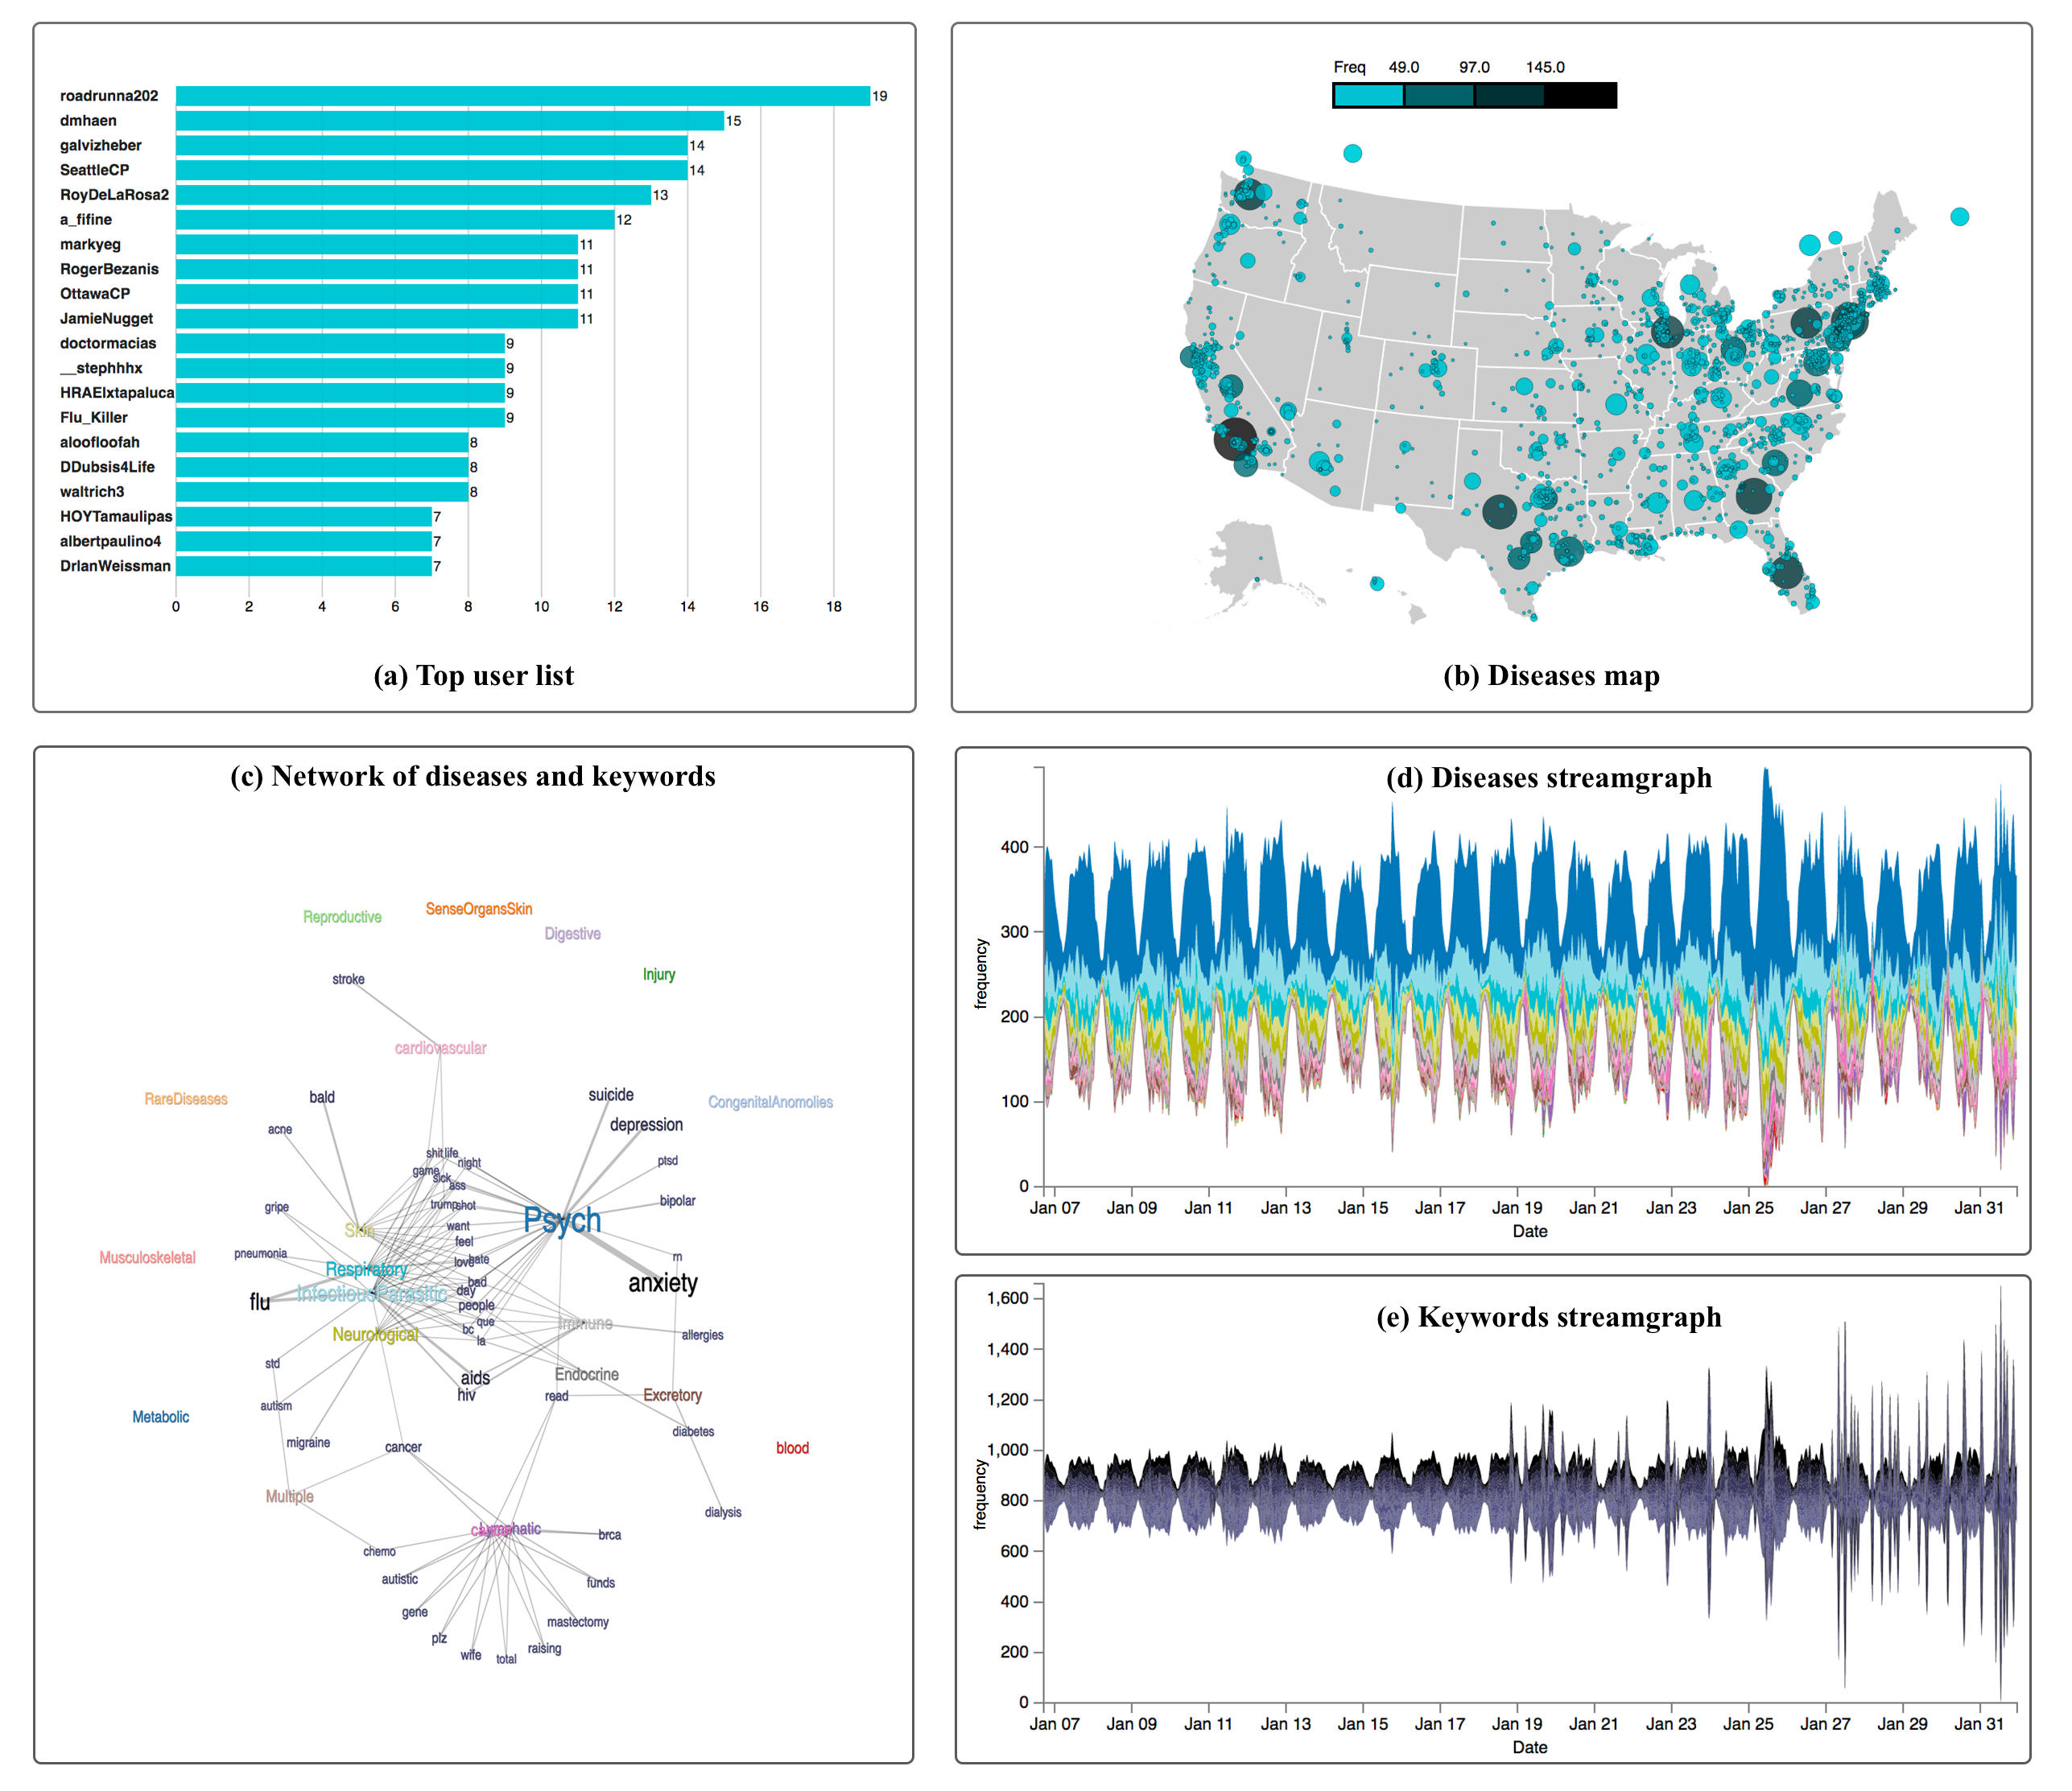 roadrunna202 19
dmhaen 15
galvizheber 14
SeattleCP 14
RoyDeLaRosa2 13
a_fifine 12
markyeg 11
RogerBezanis 11
OttawaCP 11
JamieNugget 11
doctormacias 9
__stephhhx 9
HRAEIxtapaluca 9
Flu_Killer 9
aloofloofah 8
DDubsis4Life 8
waltrich3 8
HOYTamaulipas 7
albertpaulino4 7
DrIanWeissman 7
0 2 4 6 8 10 12 14 16 18
(a) Top user list
Freq 49.0 97.0 145.0
(b) Diseases map
(c) Network of diseases and keywords
SenseOrgansSkin
Reproductive
Digestive
Injury
stroke
cardiovascular
suicide
bald
RareDiseases
CongenitalAnomolies
depression
acne
shit life
night
ptsd
game
sick
ass
bipolar
trump shot
gripe
Psych
want
Skin
feel
pneumonia
Musculoskeletal
rn
hate
love
Respiratory
bad
anxiety
day
InfectiousParasitic
flu
people
que
Immune
bc
Neurological
la
allergies
std
Endocrine
aids
hiv
read
Excretory
autism
Metabolic
diabetes
migraine
cancer
blood
Multiple
dialysis
Lymphatic
brca
chemo
autistic
funds
gene
mastectomy
plz
raising
wife
total
(d) Diseases streamgraph
400
300
200
100
0
frequency
Jan 07 Jan 09 Jan 11 Jan 13 Jan 15 Jan 17 Jan 19 Jan 21 Jan 23 Jan 25 Jan 27 Jan 29 Jan 31
Date
(e) Keywords streamgraph
1,600
1,400
1,200
1,000
800
600
400
200
0
frequency
Jan 07 Jan 09 Jan 11 Jan 13 Jan 15 Jan 17 Jan 19 Jan 21 Jan 23 Jan 25 Jan 27 Jan 29 Jan 31
Date